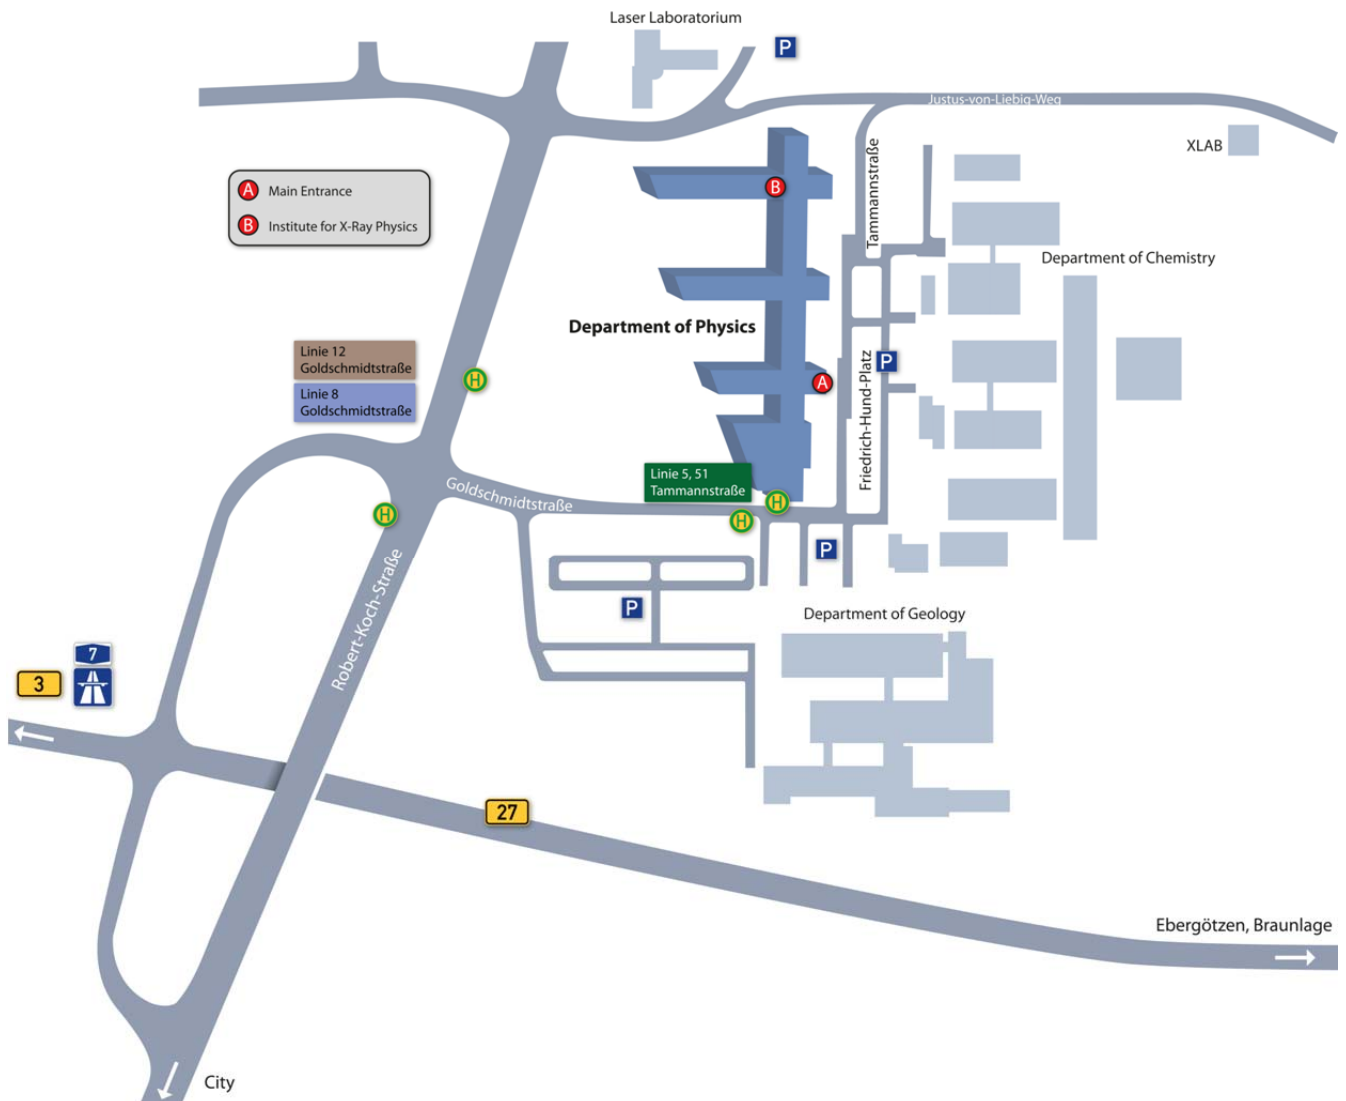 Laser Laboratorium
P
Justus-von-Liebig-Weg
XLAB
Tammannstraße
A Main Entrance
B Institute for X-Ray Physics
B
Department of Chemistry
Department of Physics
Linie 12
Goldschmidtstraße
Linie 8
Goldschmidtstraße
H
A
P
Friedrich-Hund-Platz
Linie 5, 51
Tammannstraße
Goldschmidtstraße
H
H
H
P
Robert-Koch-Straße
P
Department of Geology
7
3
27
Ebergötzen, Braunlage
City